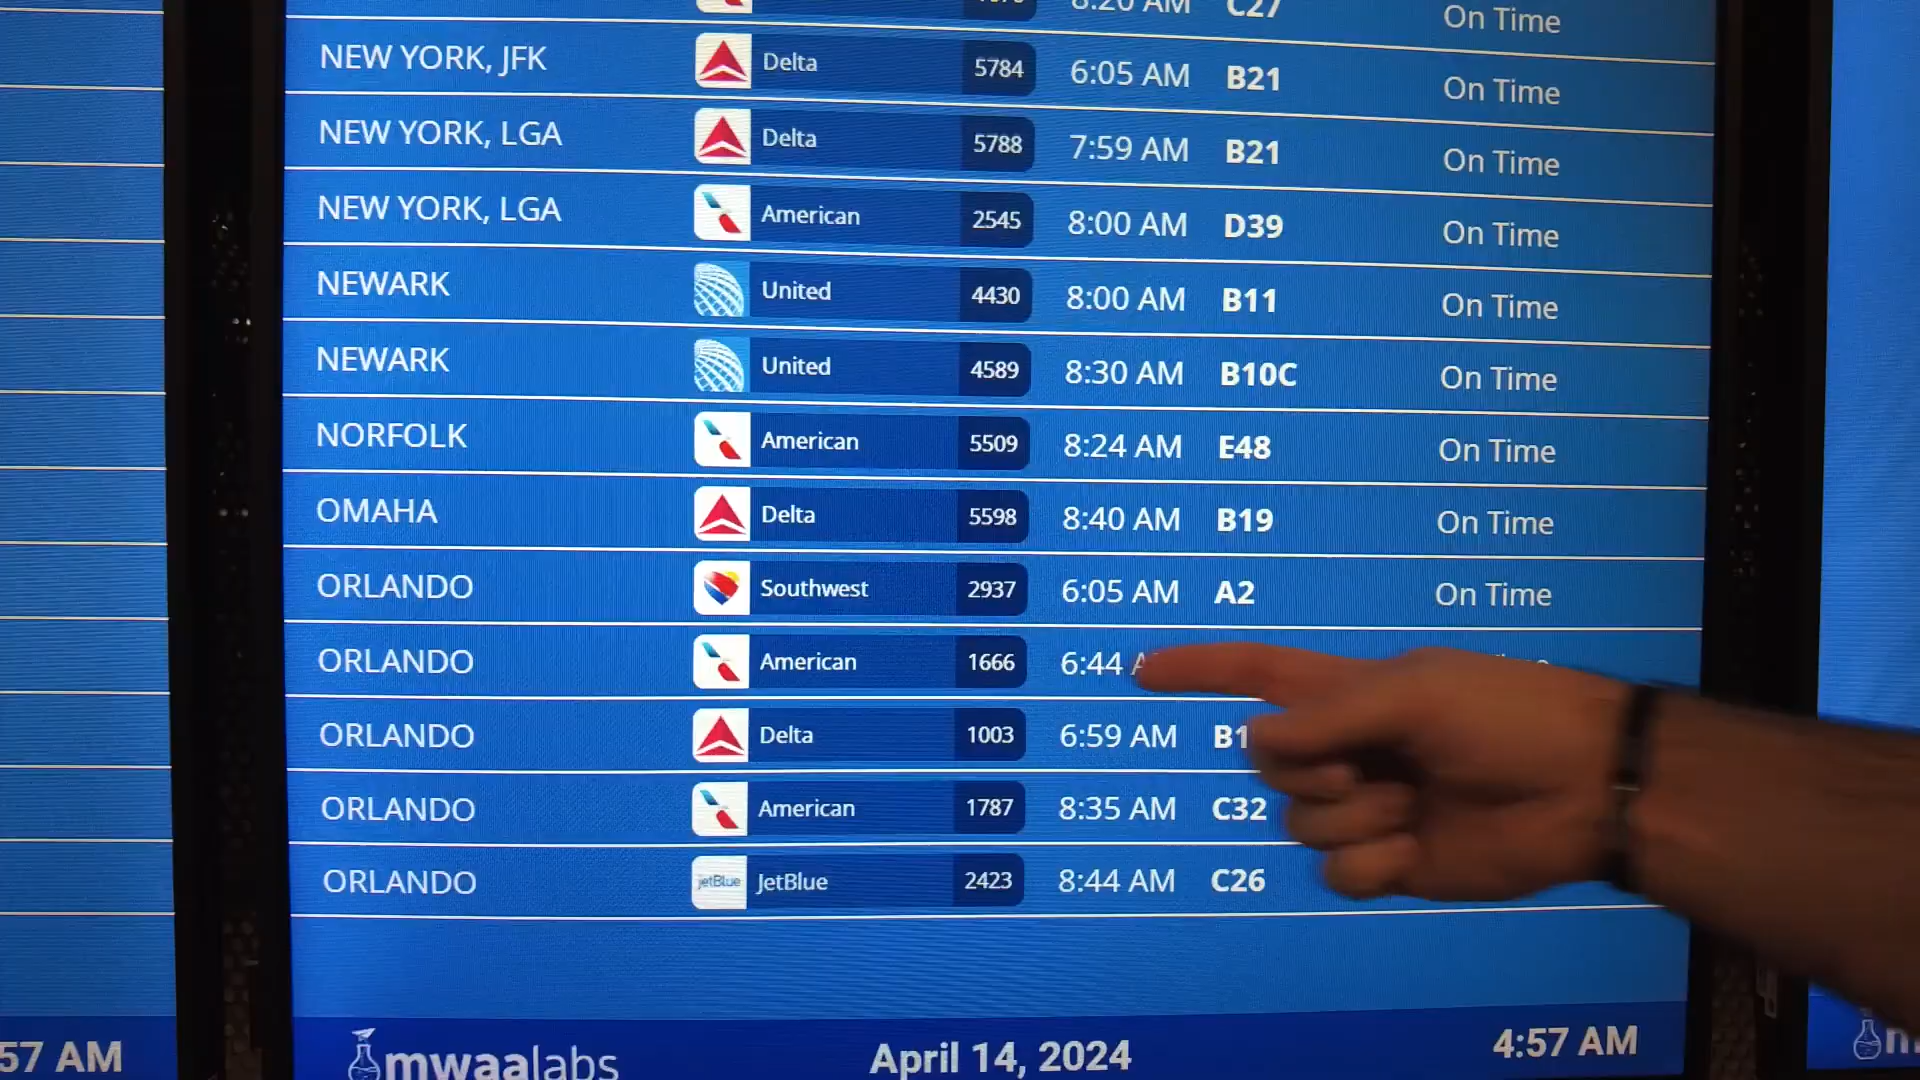 8:20 AM C27 On Time
NEW YORK, JFK Delta 5784 6:05 AM B21 On Time
NEW YORK, LGA Delta 5788 7:59 AM B21 On Time
NEW YORK, LGA American 2545 8:00 AM D39 On Time
NEWARK United 4430 8:00 AM B11 On Time
NEWARK United 4589 8:30 AM B10C On Time
NORFOLK American 5509 8:24 AM E48 On Time
OMAHA Delta 5598 8:40 AM B19 On Time
ORLANDO Southwest 2937 6:05 AM A2 On Time
ORLANDO American 1666 6:44
ORLANDO Delta 1003 6:59 AM
ORLANDO American 1787 8:35 AM C32
ORLANDO jetBlue JetBlue 2423 8:44 AM C26
57 AM mwaalabs April 14, 2024 4:57 AM